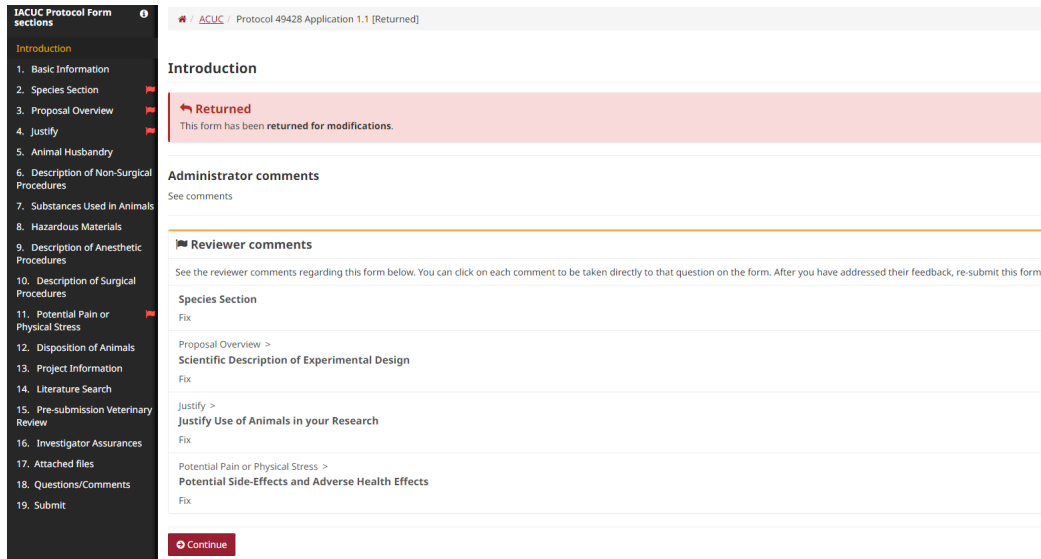 IACUC Protocol Form
sections
Introduction
1. Basic Information
2. Species Section
3. Proposal Overview
4. Justify
5. Animal Husbandry
6. Description of Non-Surgical
Procedures
7. Substances Used in Animals
8. Hazardous Materials
9. Description of Anesthetic
Procedures
10. Description of Surgical
Procedures
11. Potential Pain or
Physical Stress
12. Disposition of Animals
13. Project Information
14. Literature Search
15. Pre-submission Veterinary
Review
16. Investigator Assurances
17. Attached files
18. Questions/Comments
19. Submit
/ ACUC / Protocol 49428 Application 1.1 [Returned]
Introduction
Returned
This form has been returned for modifications.
Administrator comments
See comments
Reviewer comments
See the reviewer comments regarding this form below. You can click on each comment to be taken directly to that question on the form. After you have addressed their feedback, re-submit this form
Species Section
Fix
Proposal Overview >
Scientific Description of Experimental Design
Fix
Justify >
Justify Use of Animals in your Research
Fix
Potential Pain or Physical Stress >
Potential Side-Effects and Adverse Health Effects
Fix
Continue